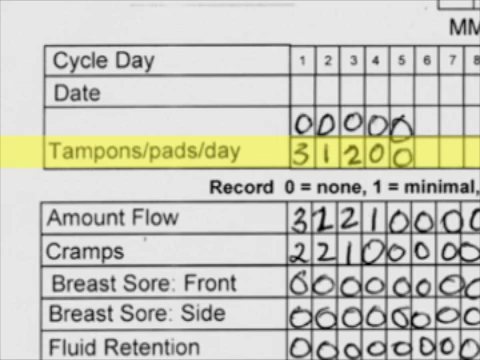 MM
Cycle Day 1 2 3 4 5 6 7 8
Date
0 0 0 0 0
Tampons/pads/day 3 1 2 0 0
Record 0 = none, 1 = minimal,
Amount Flow 3 2 2 1 0 0 0 0
Cramps 2 2 1 0 0 0 0 0
Breast Sore: Front 0 0 0 0 0 0 0 0
Breast Sore: Side 0 0 0 0 0 0 0 0
Fluid Retention 0 0 0 0 0 0 0 0